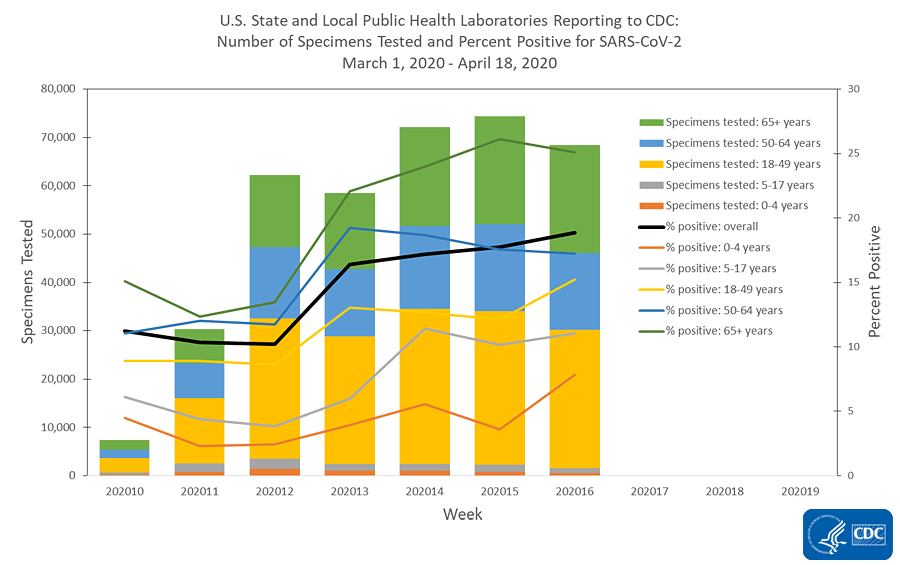 U.S. State and Local Public Health Laboratories Reporting to CDC:
Number of Specimens Tested and Percent Positive for SARS-CoV-2
March 1, 2020 - April 18, 2020
80,000
70,000
60,000
50,000
40,000
30,000
20,000
10,000
0
Specimens Tested
30
25
20
15
10
5
0
Percent Positive
Specimens tested: 65+ years
Specimens tested: 50-64 years
Specimens tested: 18-49 years
Specimens tested: 5-17 years
Specimens tested: 0-4 years
% positive: overall
% positive: 0-4 years
% positive: 5-17 years
% positive: 18-49 years
% positive: 50-64 years
% positive: 65+ years
202010 202011 202012 202013 202014 202015 202016 202017 202018 202019
Week
CDC